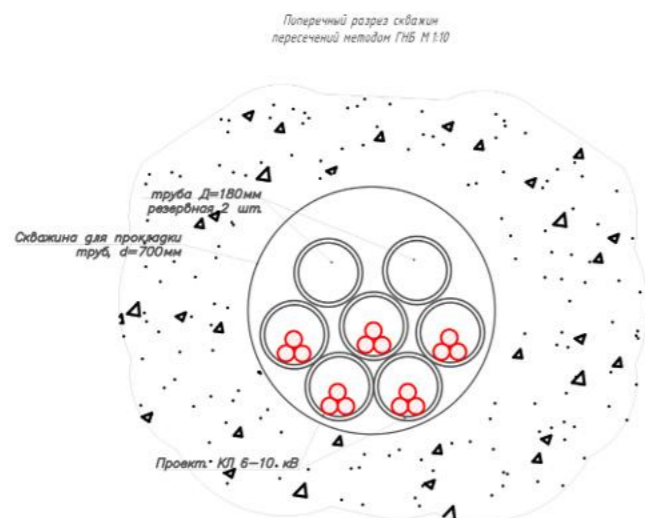 Поперечный разрез скважин
пересечений методом ГНБ М 1:10
труба Д=180мм
резервная 2 шт.
Скважина для прокладки
труб, d=700мм
Проект. КЛ 6-10. кВ